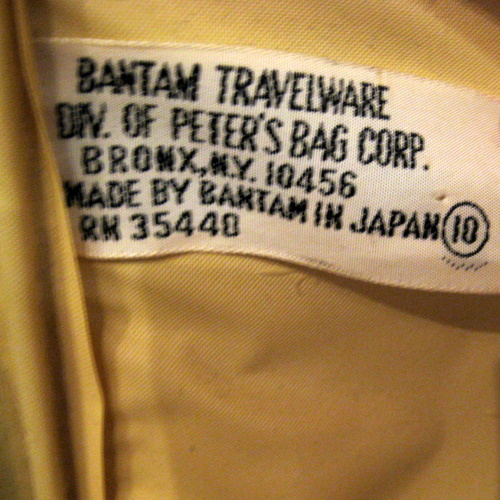 BANTAM TRAVELWARE
DIV. OF PETER'S BAG CORP.
BRONX, N.Y. 10456
MADE BY BANTAM IN JAPAN 10
RN 35440